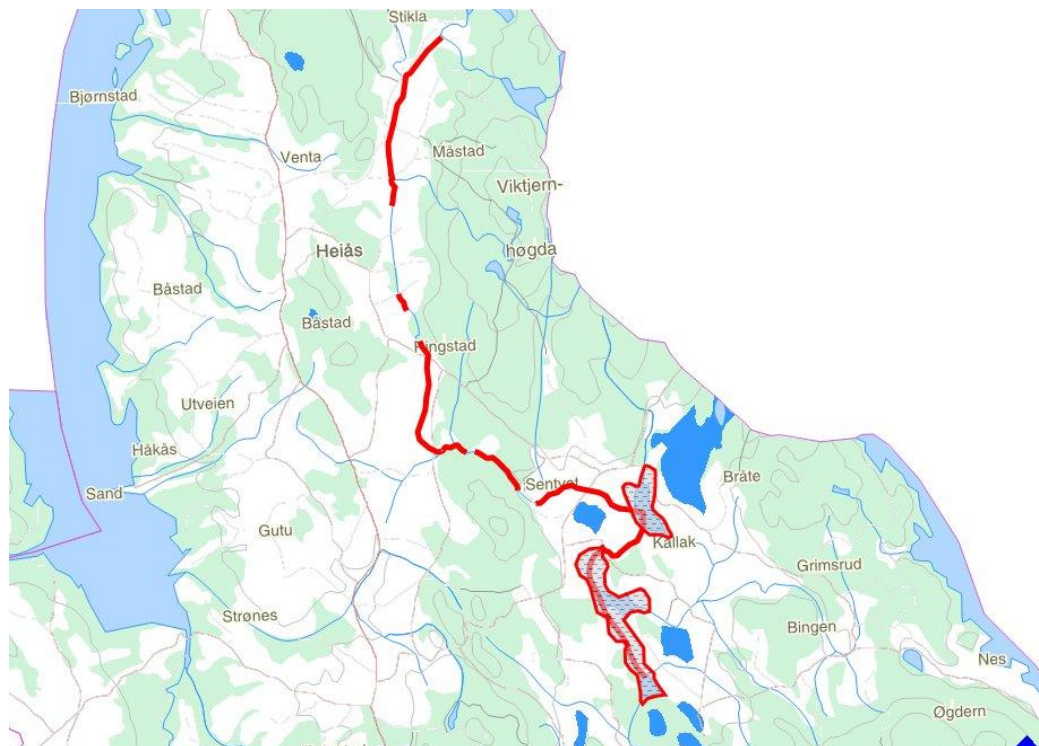 Stikla
Bjørnstad
Venta
Måstad
Viktjern-
høgda
Heiås
Båstad
Båstad
Ringstad
Utveien
Håkås
Sand
Sentvet
Bråte
Gutu
Kallak
Grimsrud
Strønes
Bingen
Nes
Øgdern